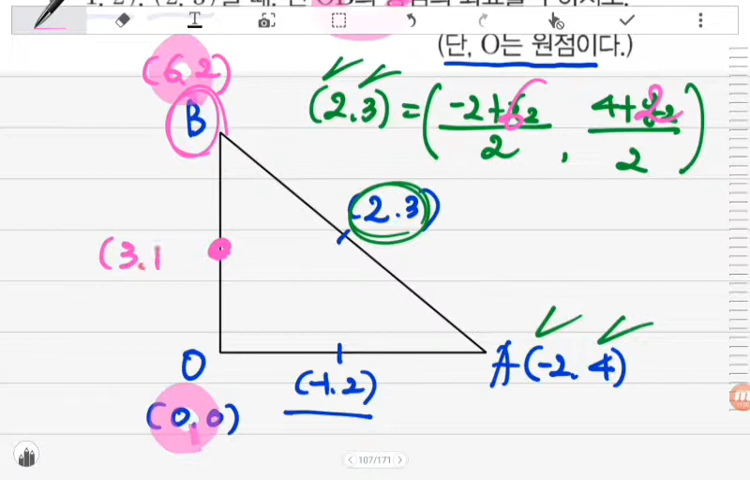 (단, O는 원점이다.)
(6, 2)
(2.3) = (-2+6/2, 4+2/2)
B
(2.3)
(3.1
O
A(-2. 4)
(-1.2)
(0.0)
107/171